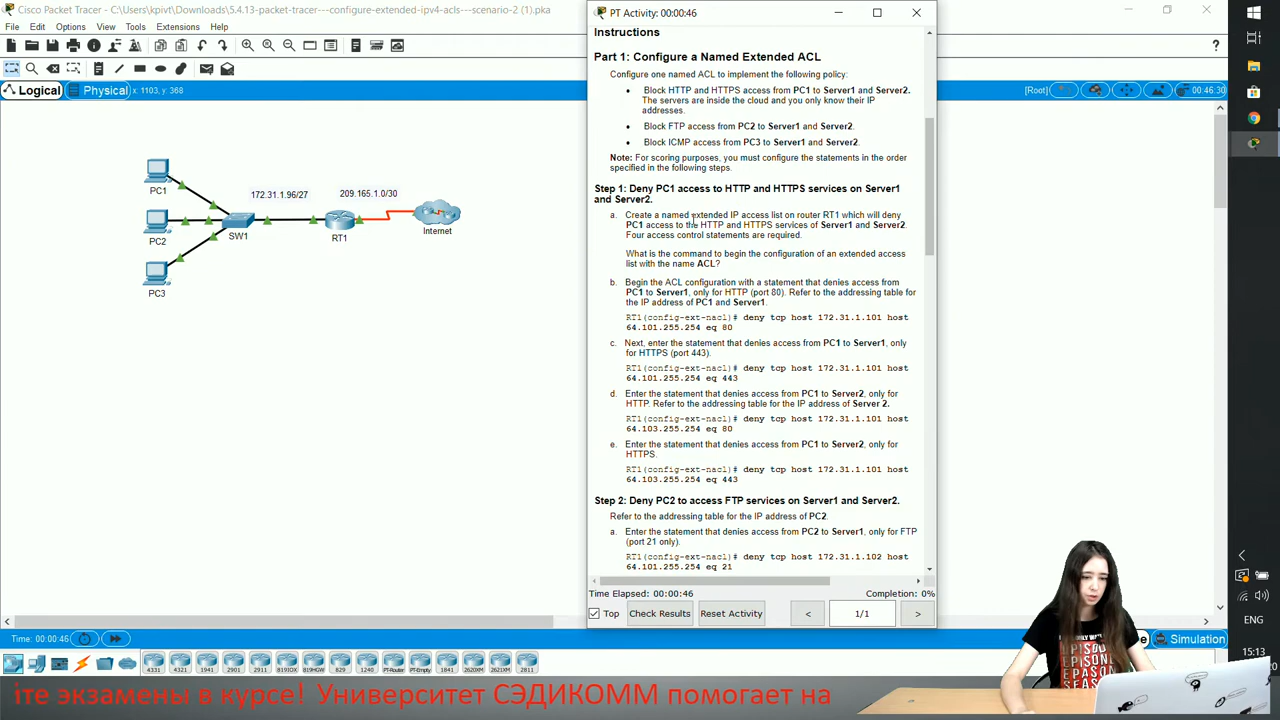 Cisco Packet Tracer - C:\Users\kpivt\Downloads\5.4.13-packet-tracer---configure-extended-ipv4-acls---scenario-2 (1).pka
File Edit Options View Tools Extensions Help
Logical Physical x: 1103, y: 368
[Root] 00:46:30
PC1
PC2
PC3
172.31.1.96/27
209.165.1.0/30
SW1
RT1
Internet
PT Activity: 00:00:46
Instructions
Part 1: Configure a Named Extended ACL
Configure one named ACL to implement the following policy:
• Block HTTP and HTTPS access from PC1 to Server1 and Server2.
The servers are inside the cloud and you only know their IP
addresses.
• Block FTP access from PC2 to Server1 and Server2.
• Block ICMP access from PC3 to Server1 and Server2.
Note: For scoring purposes, you must configure the statements in the order
specified in the following steps.
Step 1: Deny PC1 access to HTTP and HTTPS services on Server1
and Server2.
a. Create a named extended IP access list on router RT1 which will deny
PC1 access to the HTTP and HTTPS services of Server1 and Server2.
Four access control statements are required.
What is the command to begin the configuration of an extended access
list with the name ACL?
b. Begin the ACL configuration with a statement that denies access from
PC1 to Server1, only for HTTP (port 80). Refer to the addressing table for
the IP address of PC1 and Server1.
RT1(config-ext-nacl)# deny tcp host 172.31.1.101 host
64.101.255.254 eq 80
c. Next, enter the statement that denies access from PC1 to Server1, only
for HTTPS (port 443).
RT1(config-ext-nacl)# deny tcp host 172.31.1.101 host
64.101.255.254 eq 443
d. Enter the statement that denies access from PC1 to Server2, only for
HTTP. Refer to the addressing table for the IP address of Server 2.
RT1(config-ext-nacl)# deny tcp host 172.31.1.101 host
64.103.255.254 eq 80
e. Enter the statement that denies access from PC1 to Server2, only for
HTTPS.
RT1(config-ext-nacl)# deny tcp host 172.31.1.101 host
64.103.255.254 eq 443
Step 2: Deny PC2 to access FTP services on Server1 and Server2.
Refer to the addressing table for the IP address of PC2.
a. Enter the statement that denies access from PC2 to Server1, only for FTP
(port 21 only).
RT1(config-ext-nacl)# deny tcp host 172.31.1.102 host
64.101.255.254 eq 21
Time Elapsed: 00:00:46 Completion: 0%
Top Check Results Reset Activity < 1/1 >
Time: 00:00:46
Simulation
4331 4321 1941 2901 2911 819IOX 819HGW 829 1240 PT-Router PT-Empty 1841 2620XM 2621XM 2811
ENG
15:13
іте экзамены в курсе! Университет СЭДИКОММ помогает на